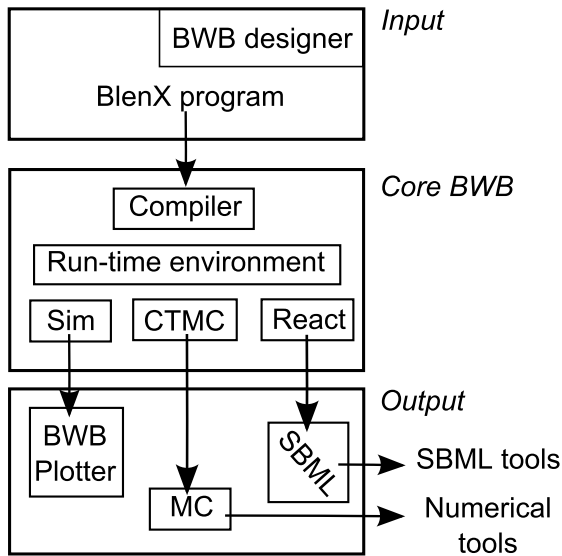 BWB designer
Input
BlenX program
Core BWB
Compiler
Run-time environment
Sim
CTMC
React
Output
BWB
Plotter
SBML
SBML tools
MC
Numerical
tools